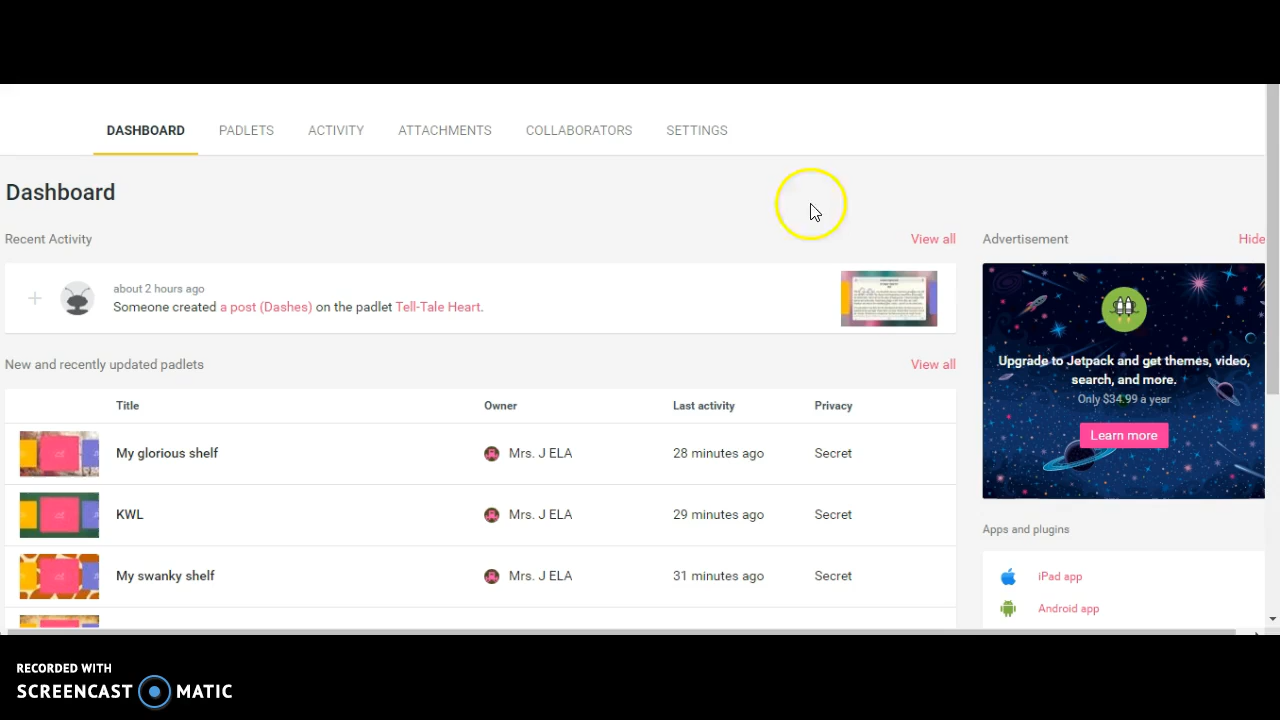 DASHBOARD PADLETS ACTIVITY ATTACHMENTS COLLABORATORS SETTINGS
Dashboard
Recent Activity View all
about 2 hours ago
Someone created a post (Dashes) on the padlet Tell-Tale Heart.
New and recently updated padlets View all
Title Owner Last activity Privacy
My glorious shelf Mrs. J ELA 28 minutes ago Secret
KWL Mrs. J ELA 29 minutes ago Secret
My swanky shelf Mrs. J ELA 31 minutes ago Secret
Advertisement Hide
Upgrade to Jetpack and get themes, video,
search, and more.
Only $34.99 a year
Learn more
Apps and plugins
iPad app
Android app
RECORDED WITH
SCREENCAST MATIC